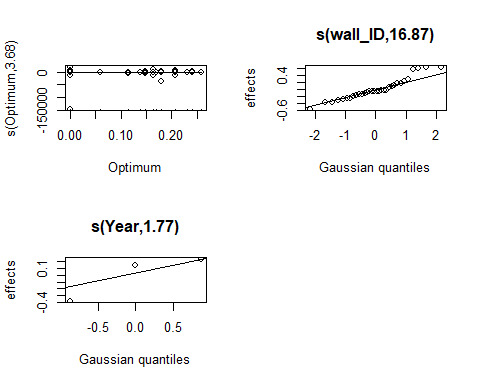 s(wall_ID,16.87)
s(Optimum,3.68)
0
-150000
0.00 0.10 0.20
Optimum
effects
0.4
-0.6
-2 -1 0 1 2
Gaussian quantiles
s(Year,1.77)
effects
0.1
-0.4
-0.5 0.0 0.5
Gaussian quantiles